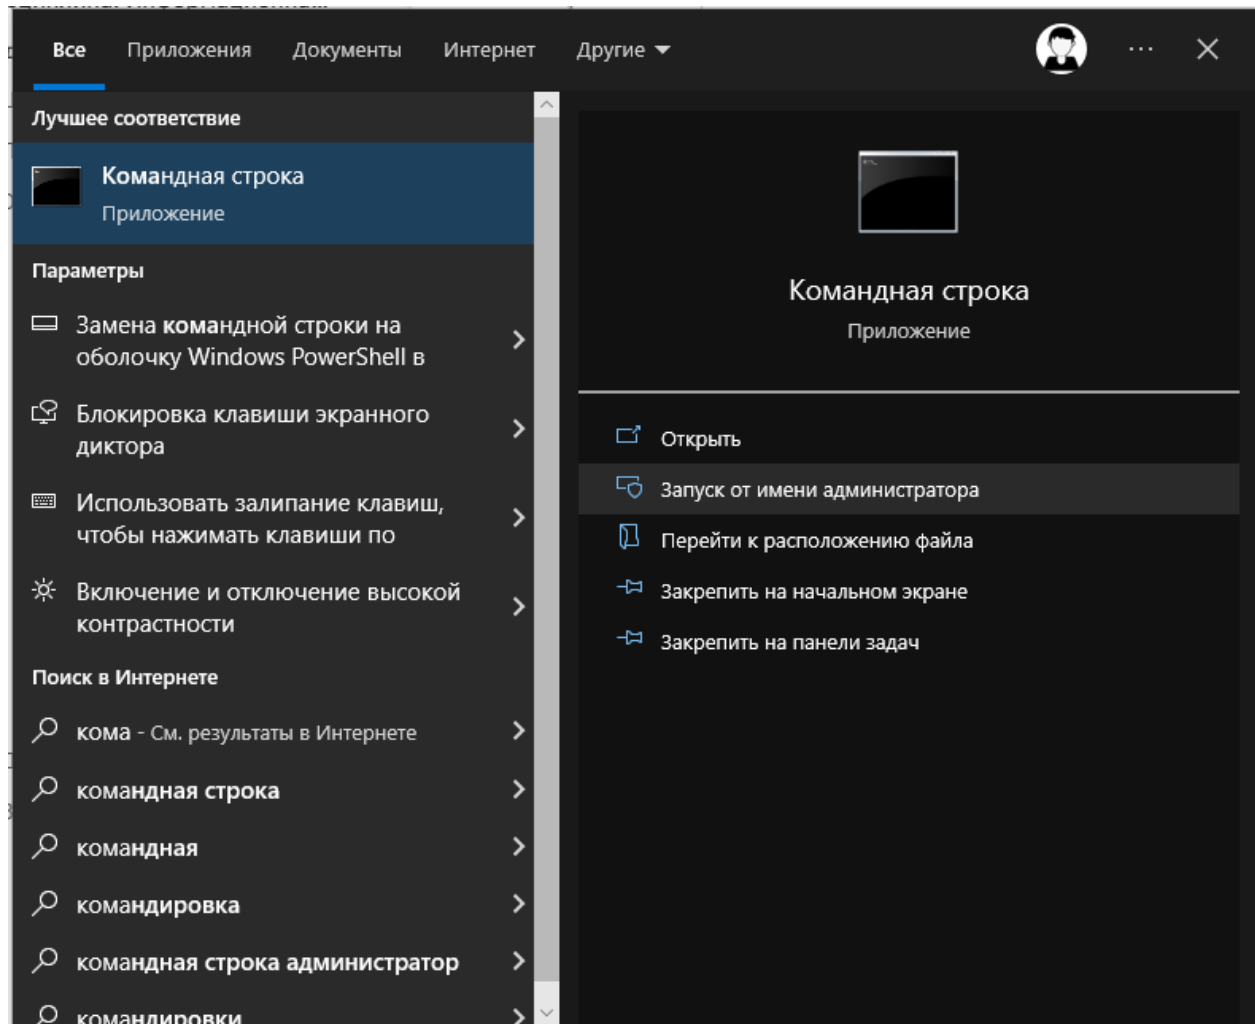 Все
Приложения
Документы
Интернет
Другие
Лучшее соответствие
Командная строка
Приложение
Параметры
Замена командной строки на
оболочку Windows PowerShell в
Блокировка клавиши экранного
диктора
Использовать залипание клавиш,
чтобы нажимать клавиши по
Включение и отключение высокой
контрастности
Поиск в Интернете
кома - См. результаты в Интернете
командная строка
командная
командировка
командная строка администратор
командировки
Командная строка
Приложение
Открыть
Запуск от имени администратора
Перейти к расположению файла
Закрепить на начальном экране
Закрепить на панели задач